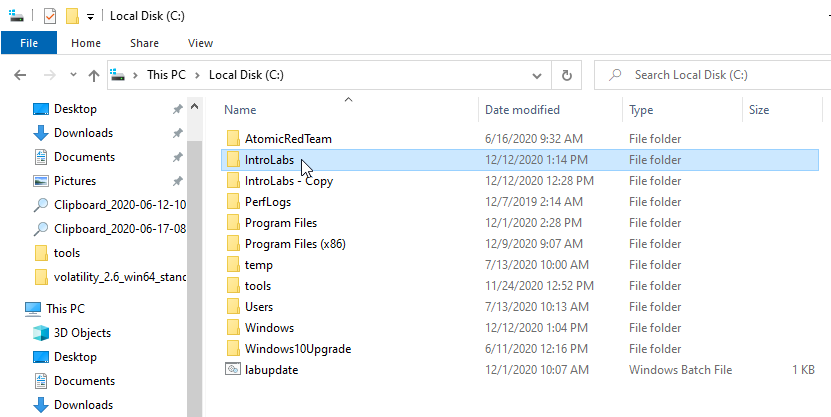 Local Disk (C:)
File Home Share View
This PC > Local Disk (C:) Search Local Disk (C:)
Name Date modified Type Size
Desktop
Downloads
Documents
Pictures
Clipboard_2020-06-12-10
Clipboard_2020-06-17-08
tools
volatility_2.6_win64_stand
This PC
3D Objects
Desktop
Documents
Downloads
AtomicRedTeam 6/16/2020 9:32 AM File folder
IntroLabs 12/12/2020 1:14 PM File folder
IntroLabs - Copy 12/12/2020 12:28 PM File folder
PerfLogs 12/7/2019 2:14 AM File folder
Program Files 12/1/2020 2:28 PM File folder
Program Files (x86) 12/9/2020 9:07 AM File folder
temp 7/13/2020 10:00 AM File folder
tools 11/24/2020 12:52 PM File folder
Users 7/13/2020 10:13 AM File folder
Windows 12/12/2020 1:04 PM File folder
Windows10Upgrade 6/11/2020 12:16 PM File folder
labupdate 12/1/2020 10:07 AM Windows Batch File 1 KB